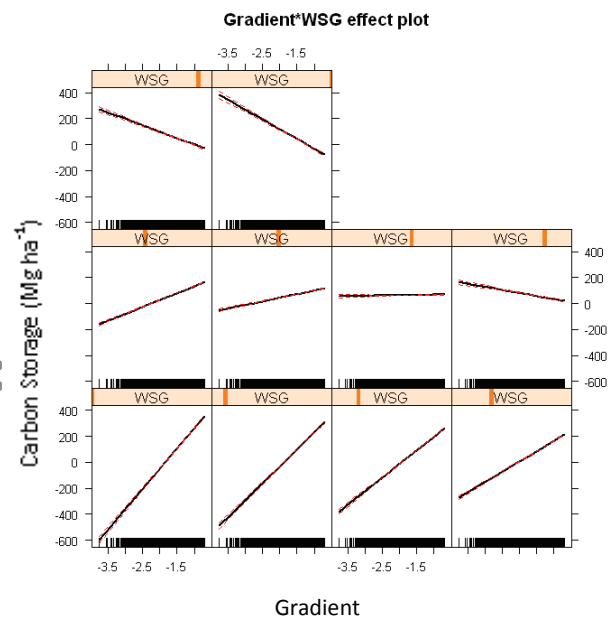 Gradient*WSG effect plot
-3.5 -2.5 -1.5
WSG WSG
400
200
0
-200
-400
-600
WSG WSG WSG WSG
400
200
0
-200
-400
-600
WSG WSG WSG WSG
400
200
0
-200
-400
-600
-3.5 -2.5 -1.5 -3.5 -2.5 -1.5
Carbon Storage (Mg ha⁻¹)
Gradient